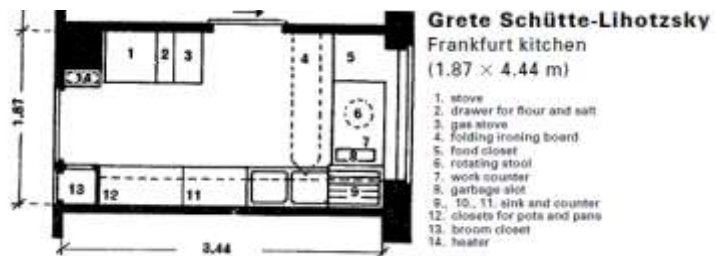 Grete Schütte-Lihotzsky
Frankfurt kitchen
(1.87 × 4.44 m)
1. stove
2. drawer for flour and salt
3. gas stove
4. folding ironing board
5. food closet
6. rotating stool
7. work counter
8. garbage slot
9., 10., 11. sink and counter
12. closets for pots and pans
13. broom closet
14. heater
1 2 3 4 5
14
6
7
8
9
13 12 11
1.87
3.44